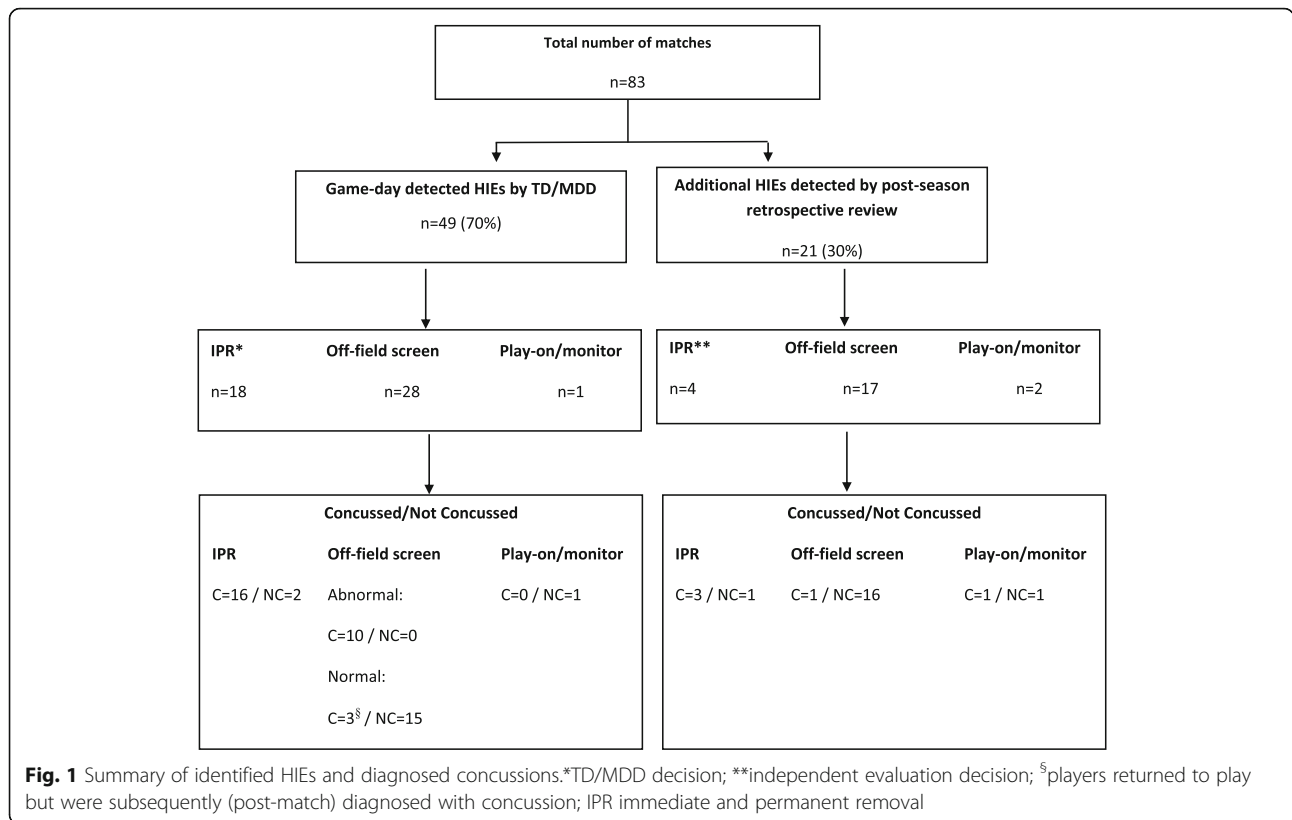 Total number of matches
n=83
Game-day detected HIEs by TD/MDD
n=49 (70%)
Additional HIEs detected by post-season
retrospective review
n=21 (30%)
IPR* Off-field screen Play-on/monitor
n=18 n=28 n=1
IPR** Off-field screen Play-on/monitor
n=4 n=17 n=2
Concussed/Not Concussed
IPR Off-field screen Play-on/monitor
C=16 / NC=2 Abnormal: C=0 / NC=1
C=10 / NC=0
Normal:
C=3§ / NC=15
Concussed/Not Concussed
IPR Off-field screen Play-on/monitor
C=3 / NC=1 C=1 / NC=16 C=1 / NC=1
Fig. 1 Summary of identified HIEs and diagnosed concussions.*TD/MDD decision; **independent evaluation decision; §players returned to play
but were subsequently (post-match) diagnosed with concussion; IPR immediate and permanent removal